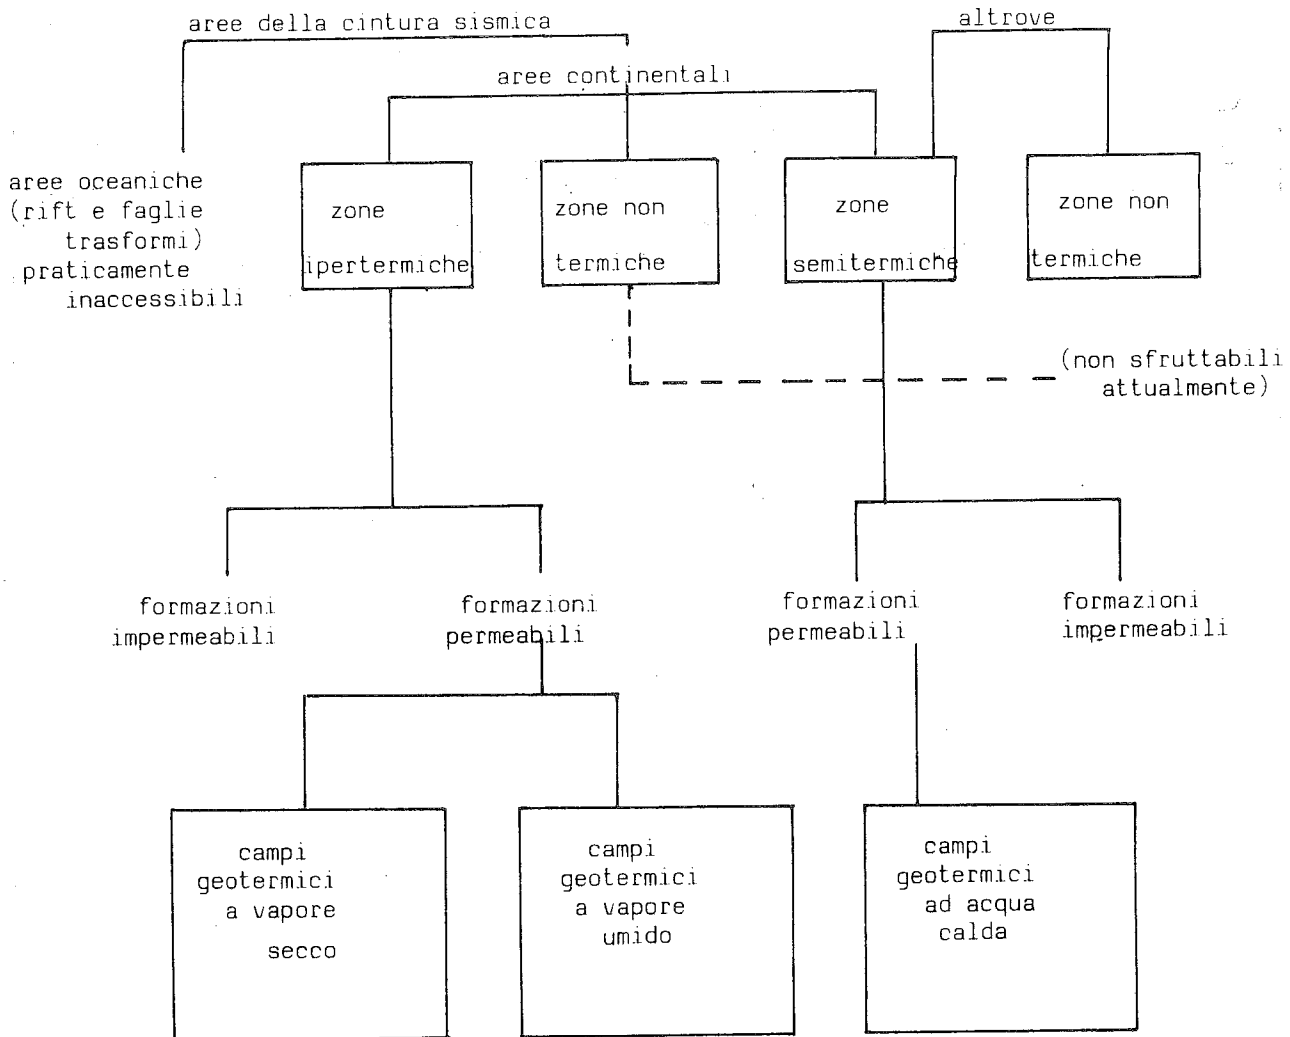 aree della cintura sismica
altrove
aree continentali
aree oceaniche
(rift e faglie
trasformi)
praticamente
inaccessibili
zone
ipertermiche
zone non
termiche
zone
semitermiche
zone non
termiche
(non sfruttabili
attualmente)
formazioni
impermeabili
formazioni
permeabili
formazioni
permeabili
formazioni
impermeabili
campi
geotermici
a vapore
secco
campi
geotermici
a vapore
umido
campi
geotermici
ad acqua
calda